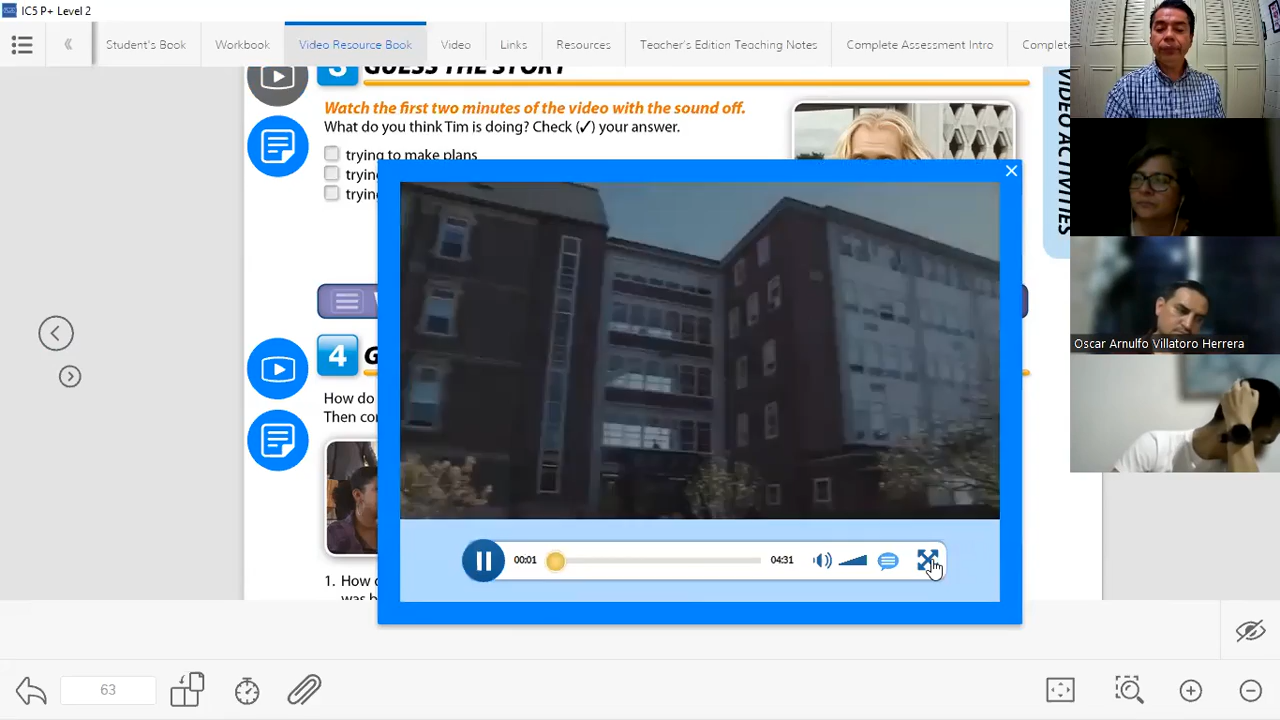 IC5 P+ Level 2
Student's Book
Workbook
Video Resource Book
Video
Links
Resources
Teacher's Edition Teaching Notes
Complete Assessment Intro
Complete
3 GUESS THE STORY
Watch the first two minutes of the video with the sound off.
What do you think Tim is doing? Check (✓) your answer.
trying to make plans
trying
trying
VIDEO ACTIVITIES
4 G
How do
Then co
1. How
was b
00:01
04:31
Oscar Arnulfo Villatoro Herrera
63